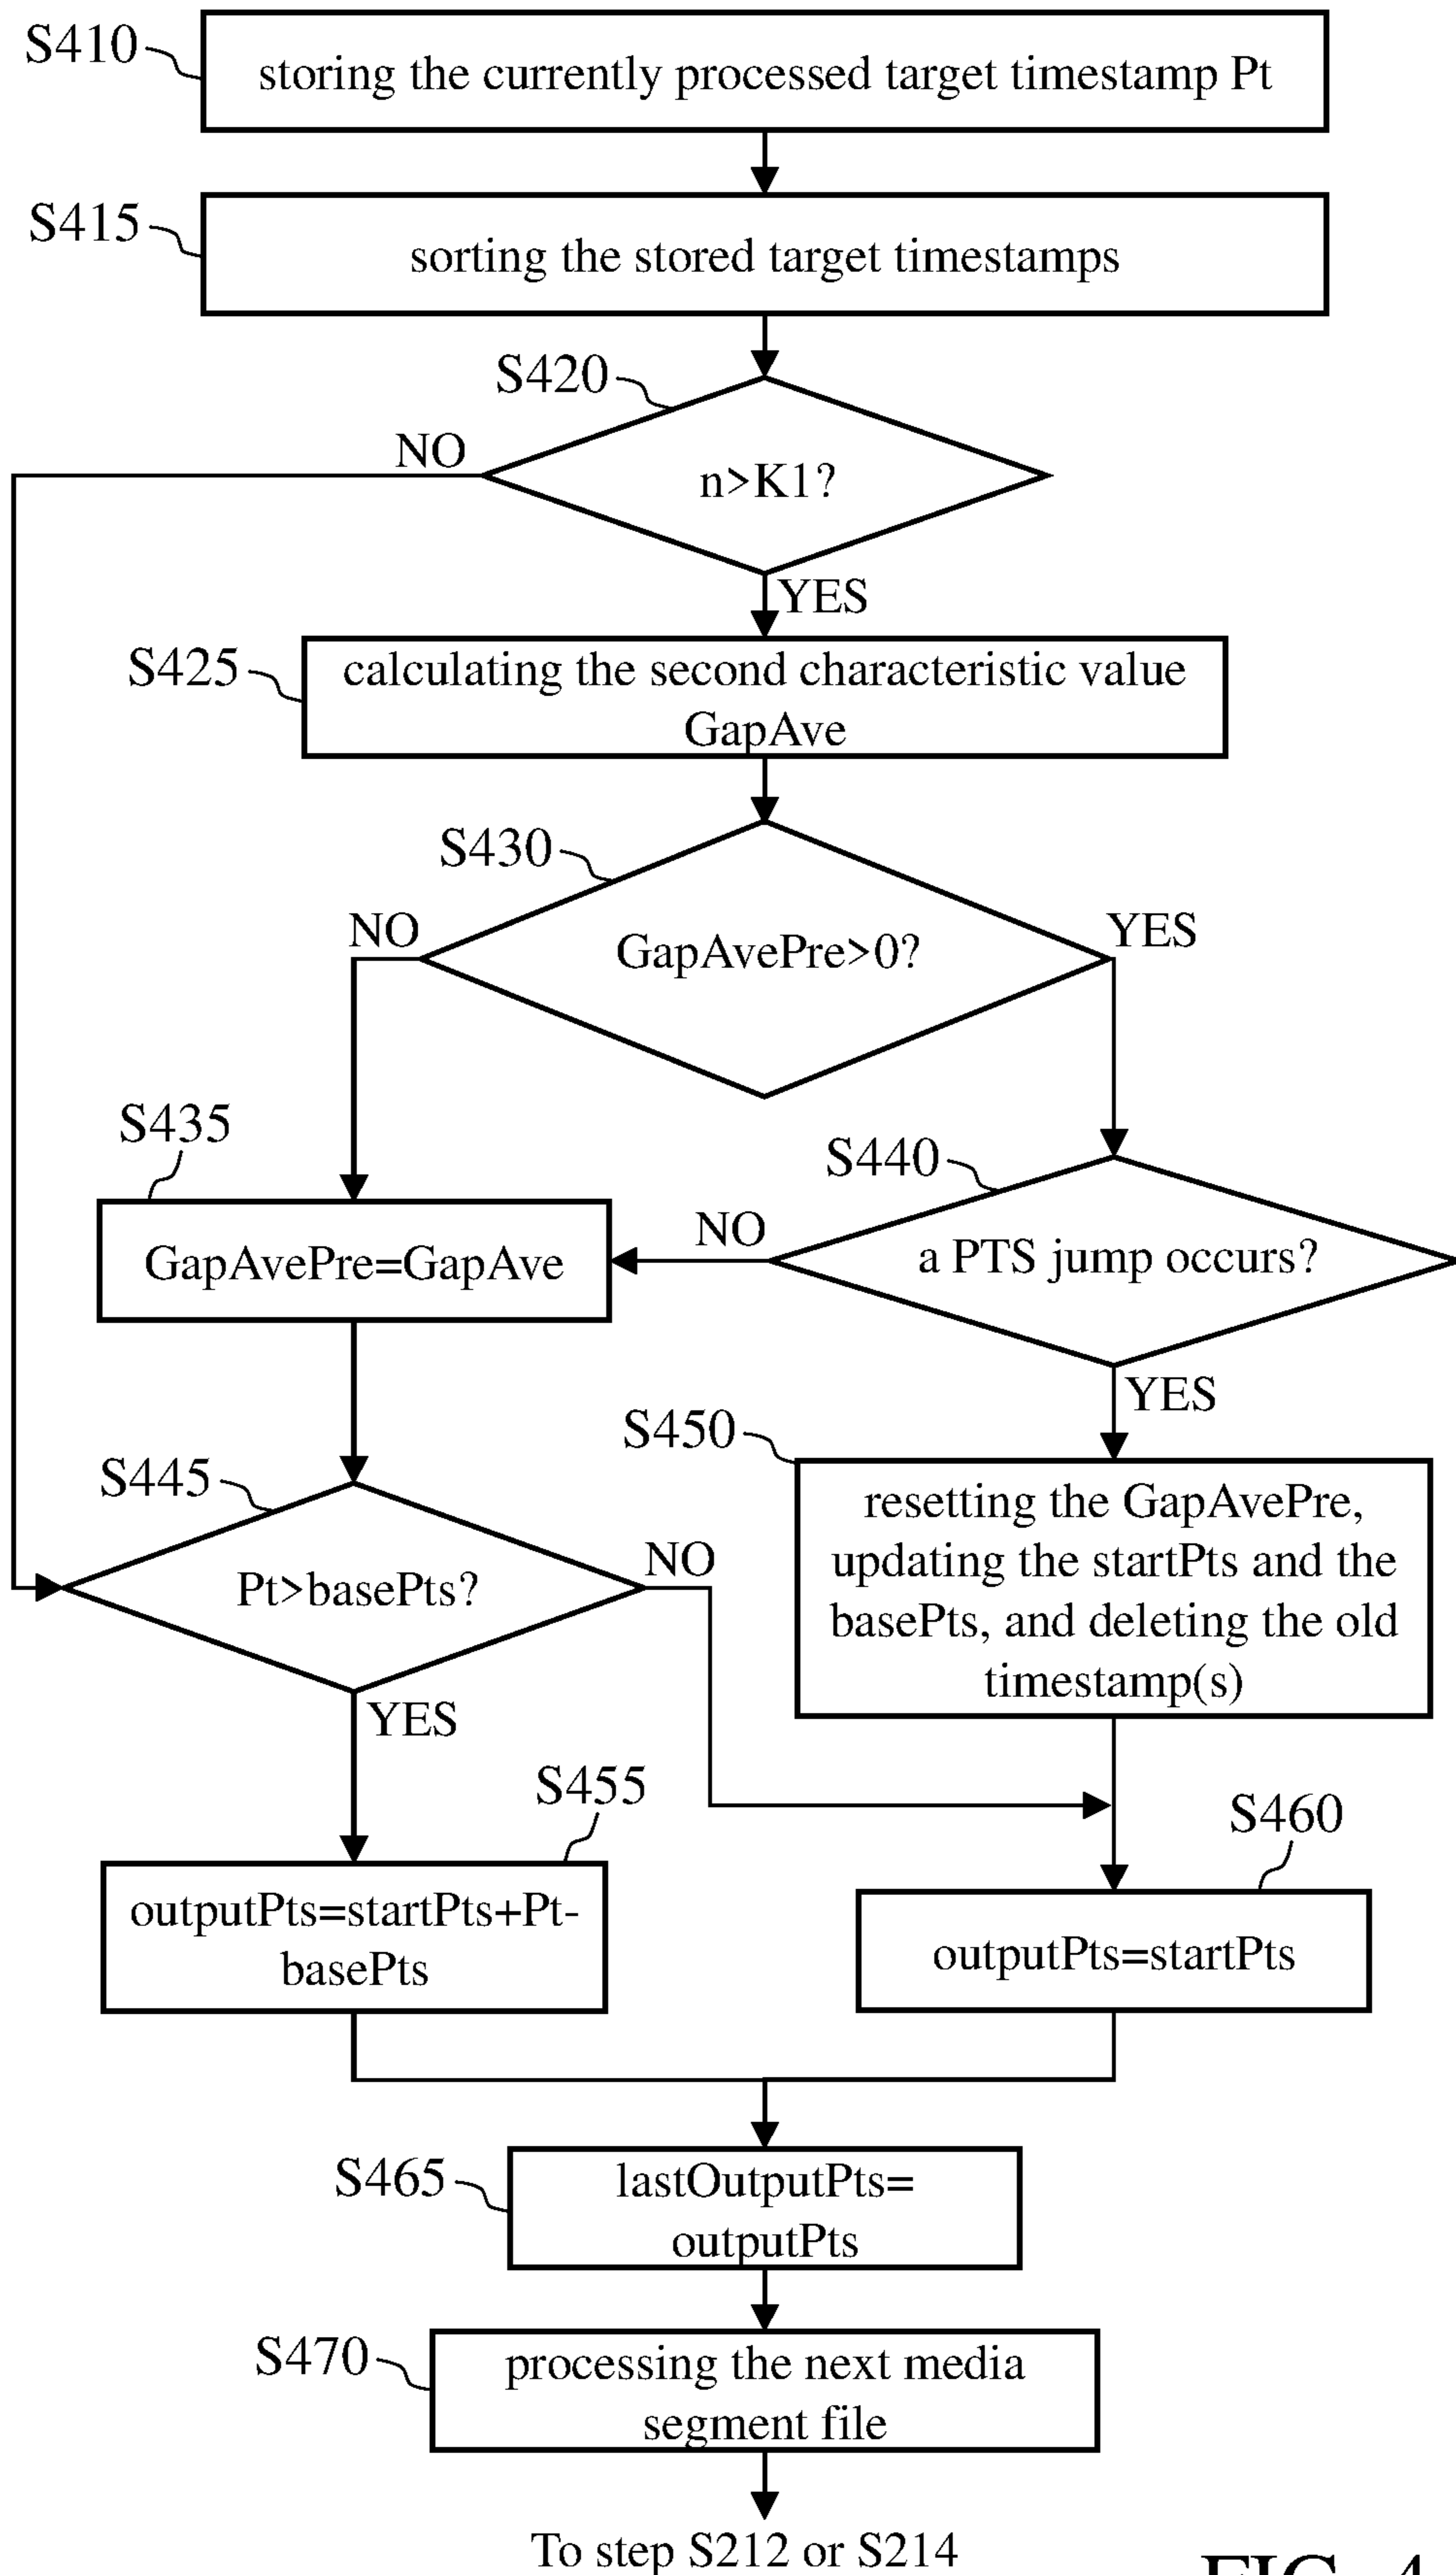 S410
storing the currently processed target timestamp Pt
S415
sorting the stored target timestamps
S420
NO
n>K1?
YES
S425
calculating the second characteristic value
GapAve
S430
NO
GapAvePre>0?
YES
S435
GapAvePre=GapAve
S440
NO
a PTS jump occurs?
YES
S445
Pt>basePts?
NO
YES
S450
resetting the GapAvePre,
updating the startPts and the
basePts, and deleting the old
timestamp(s)
S455
outputPts=startPts+Pt-
basePts
S460
outputPts=startPts
S465
lastOutputPts=
outputPts
S470
processing the next media
segment file
To step S212 or S214
FIG. 4